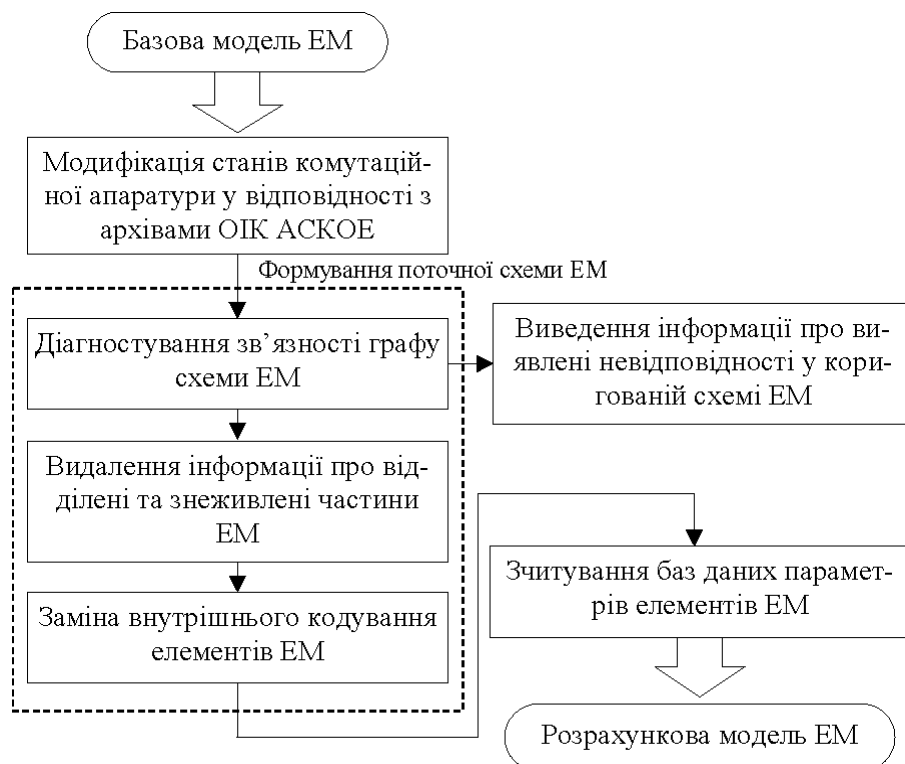 Базова модель ЕМ
Модифікація станів комутацій-
ної апаратури у відповідності з
архівами ОІК АСКОЕ
Формування поточної схеми ЕМ
Діагностування зв’язності графу
схеми ЕМ
Виведення інформації про ви-
явлені невідповідності у кори-
гованій схемі ЕМ
Видалення інформації про від-
ділені та знеживлені частини
ЕМ
Заміна внутрішнього кодування
елементів ЕМ
Зчитування баз даних парамет-
рів елементів ЕМ
Розрахункова модель ЕМ